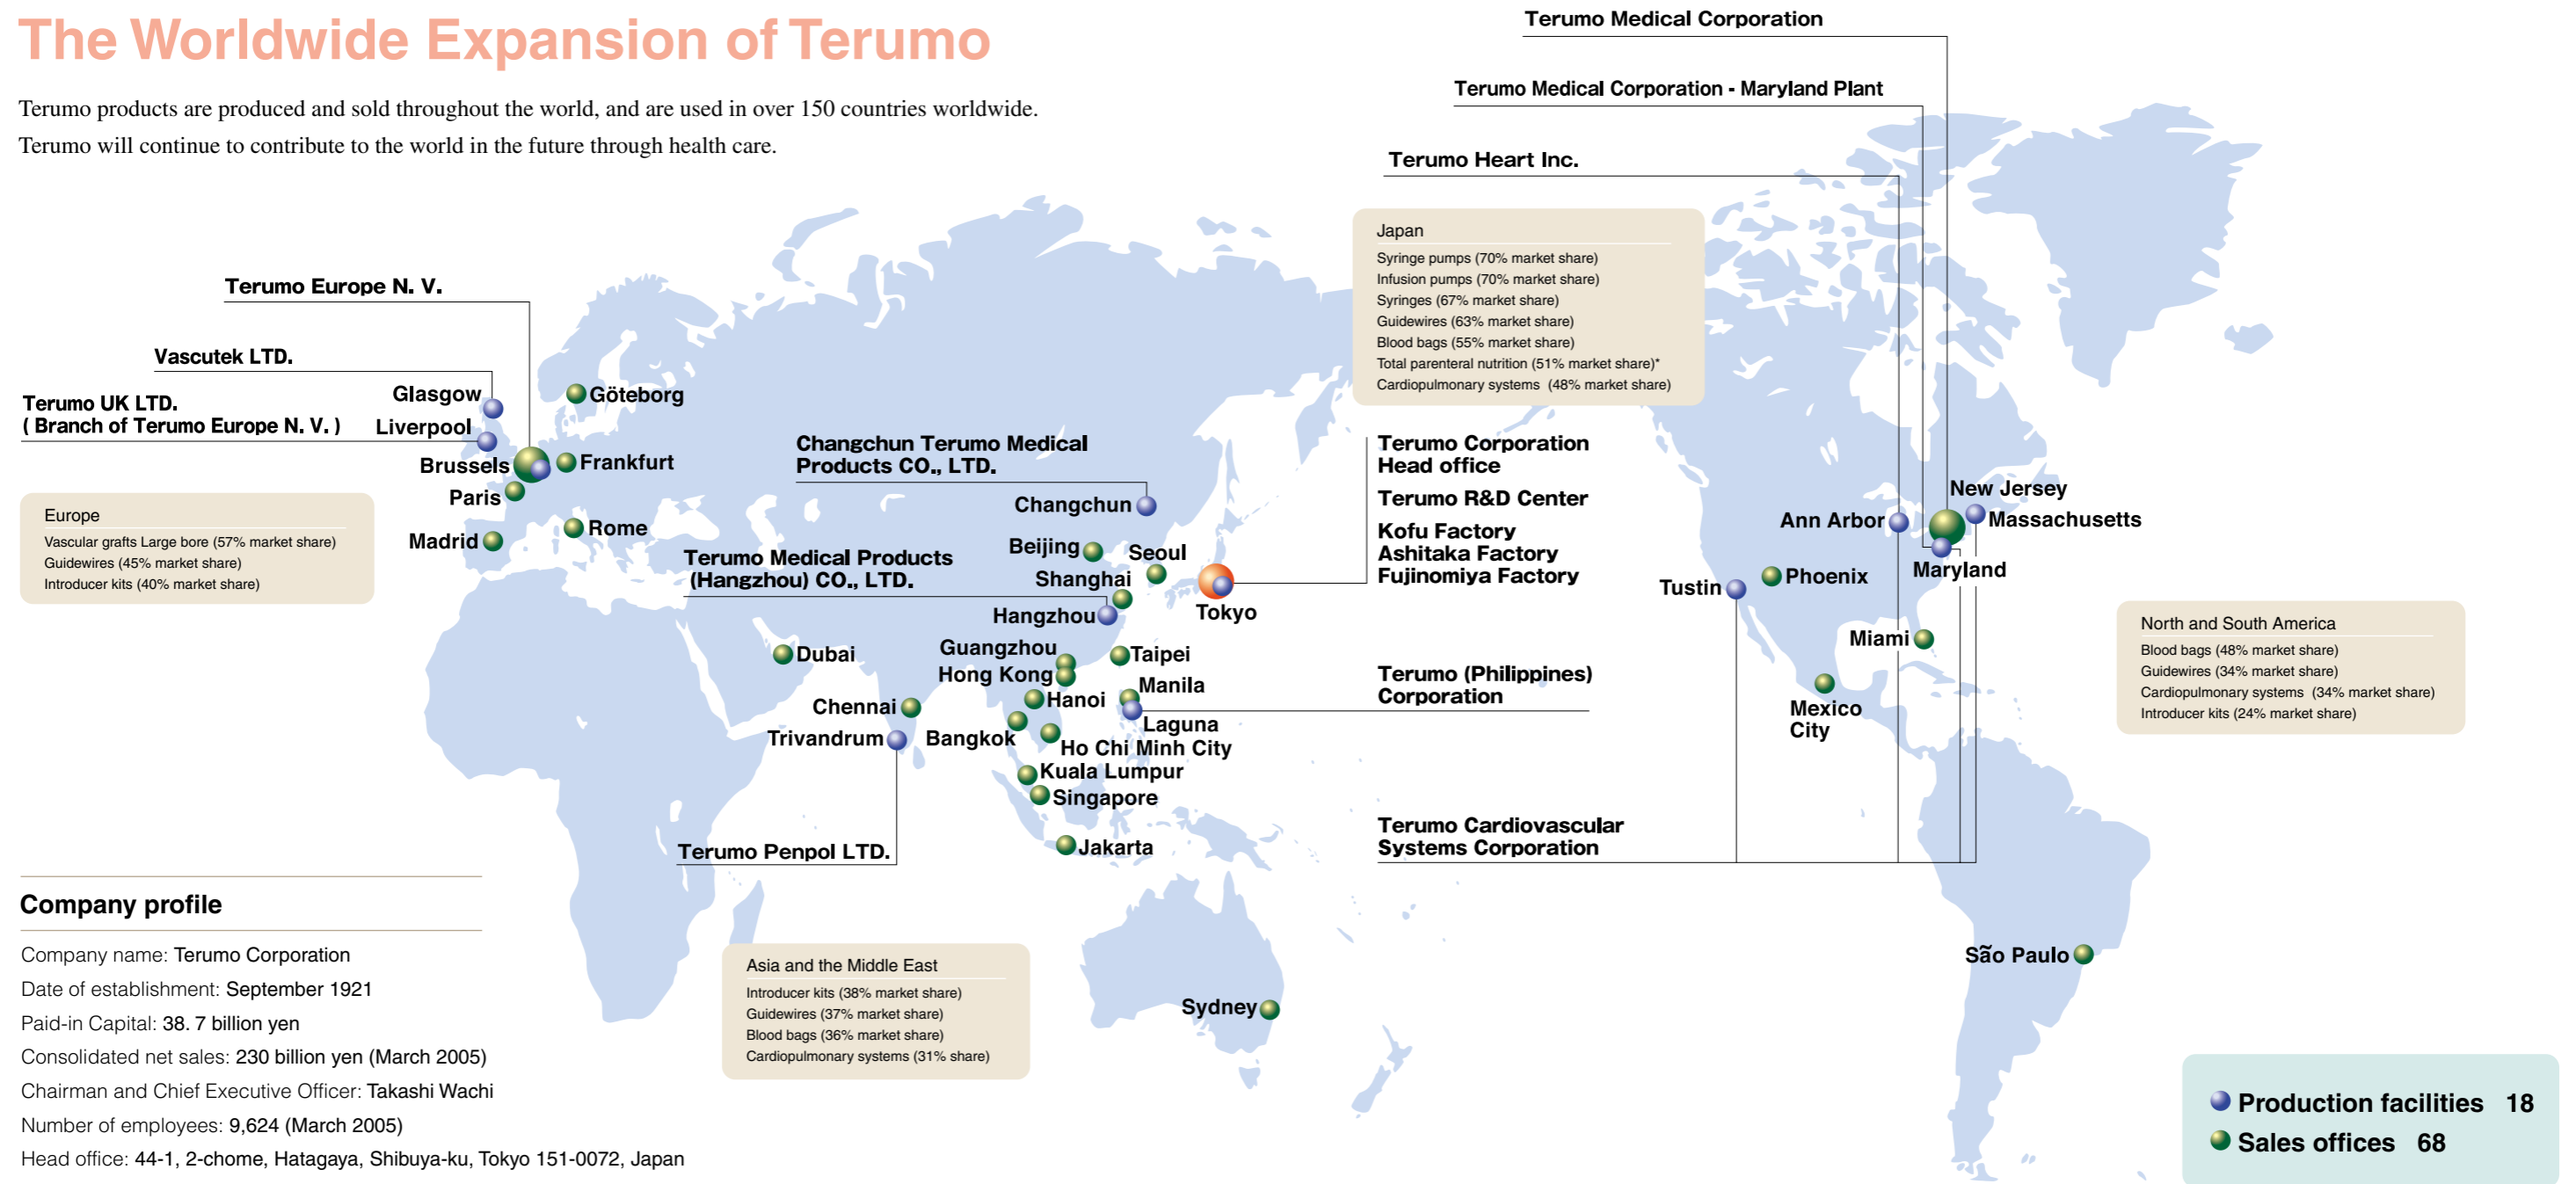 The Worldwide Expansion of Terumo
Terumo products are produced and sold throughout the world, and are used in over 150 countries worldwide.
Terumo will continue to contribute to the world in the future through health care.
Terumo Medical Corporation
Terumo Medical Corporation - Maryland Plant
Terumo Heart Inc.
Japan
Syringe pumps (70% market share)
Infusion pumps (70% market share)
Syringes (67% market share)
Guidewires (63% market share)
Blood bags (55% market share)
Total parenteral nutrition (51% market share)*
Cardiopulmonary systems (48% market share)
Terumo Europe N. V.
Vascutek LTD.
Glasgow
Terumo UK LTD.
( Branch of Terumo Europe N. V. )
Liverpool
Göteborg
Brussels
Frankfurt
Paris
Madrid
Rome
Europe
Vascular grafts Large bore (57% market share)
Guidewires (45% market share)
Introducer kits (40% market share)
Changchun Terumo Medical
Products CO., LTD.
Changchun
Beijing
Seoul
Terumo Medical Products
(Hangzhou) CO., LTD.
Shanghai
Hangzhou
Tokyo
Terumo Corporation
Head office
Terumo R&D Center
Kofu Factory
Ashitaka Factory
Fujinomiya Factory
Dubai
Guangzhou
Hong Kong
Taipei
Manila
Hanoi
Laguna
Chennai
Trivandrum
Bangkok
Ho Chi Minh City
Kuala Lumpur
Singapore
Jakarta
Terumo Penpol LTD.
Terumo (Philippines)
Corporation
Terumo Cardiovascular
Systems Corporation
New Jersey
Ann Arbor
Massachusetts
Maryland
Tustin
Phoenix
Miami
Mexico
City
North and South America
Blood bags (48% market share)
Guidewires (34% market share)
Cardiopulmonary systems (34% market share)
Introducer kits (24% market share)
São Paulo
Sydney
Asia and the Middle East
Introducer kits (38% market share)
Guidewires (37% market share)
Blood bags (36% market share)
Cardiopulmonary systems (31% share)
Company profile
Company name: Terumo Corporation
Date of establishment: September 1921
Paid-in Capital: 38. 7 billion yen
Consolidated net sales: 230 billion yen (March 2005)
Chairman and Chief Executive Officer: Takashi Wachi
Number of employees: 9,624 (March 2005)
Head office: 44-1, 2-chome, Hatagaya, Shibuya-ku, Tokyo 151-0072, Japan
Production facilities 18
Sales offices 68